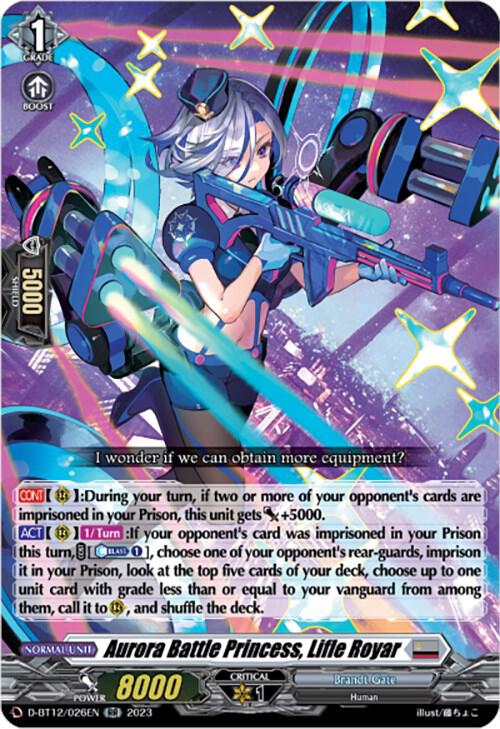 1
GRADE
BOOST
5000
SHIELD
I wonder if we can obtain more equipment?
CONT【 】:During your turn, if two or more of your opponent's cards are
imprisoned in your Prison, this unit gets +5000.
ACT【 】1/Turn:If your opponent's card was imprisoned in your Prison
this turn, [C BLAST 1], choose one of your opponent's rear-guards, imprison
it in your Prison, look at the top five cards of your deck, choose up to one
unit card with grade less than or equal to your vanguard from among
them, call it to , and shuffle the deck.
NORMAL UNIT
Aurora Battle Princess, Lifle Royar
POWER 8000
CRITICAL
1
Brandt Gate
Human
D-BT12/026EN RR 2023
illust/藤ちょこ